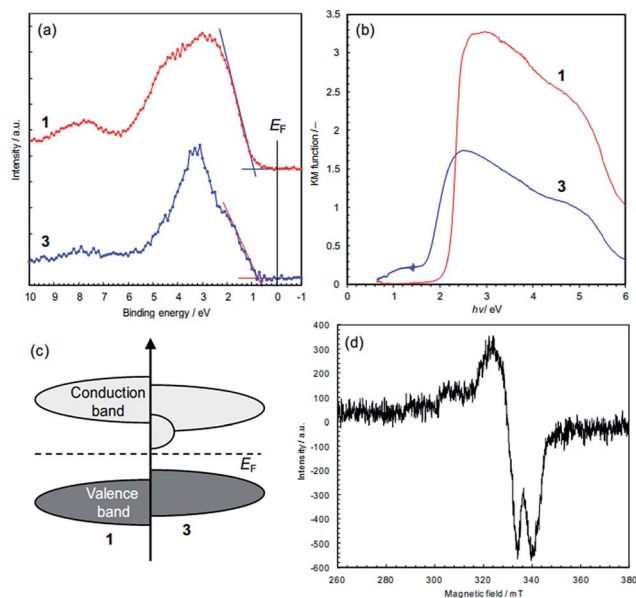 (a)
1
3
E_F
Intensity / a.u.
10 9 8 7 6 5 4 3 2 1 0 -1
Binding energy / eV
(b)
1
3
KM function / –
3.5
3
2.5
2
1.5
1
0.5
0
0 1 2 3 4 5 6
hν / eV
(c)
Conduction
band
E_F
Valence
band
1 3
(d)
Intensity / a.u.
400
300
200
100
0
-100
-200
-300
-400
-500
-600
260 280 300 320 340 360 380
Magnetic field / mT